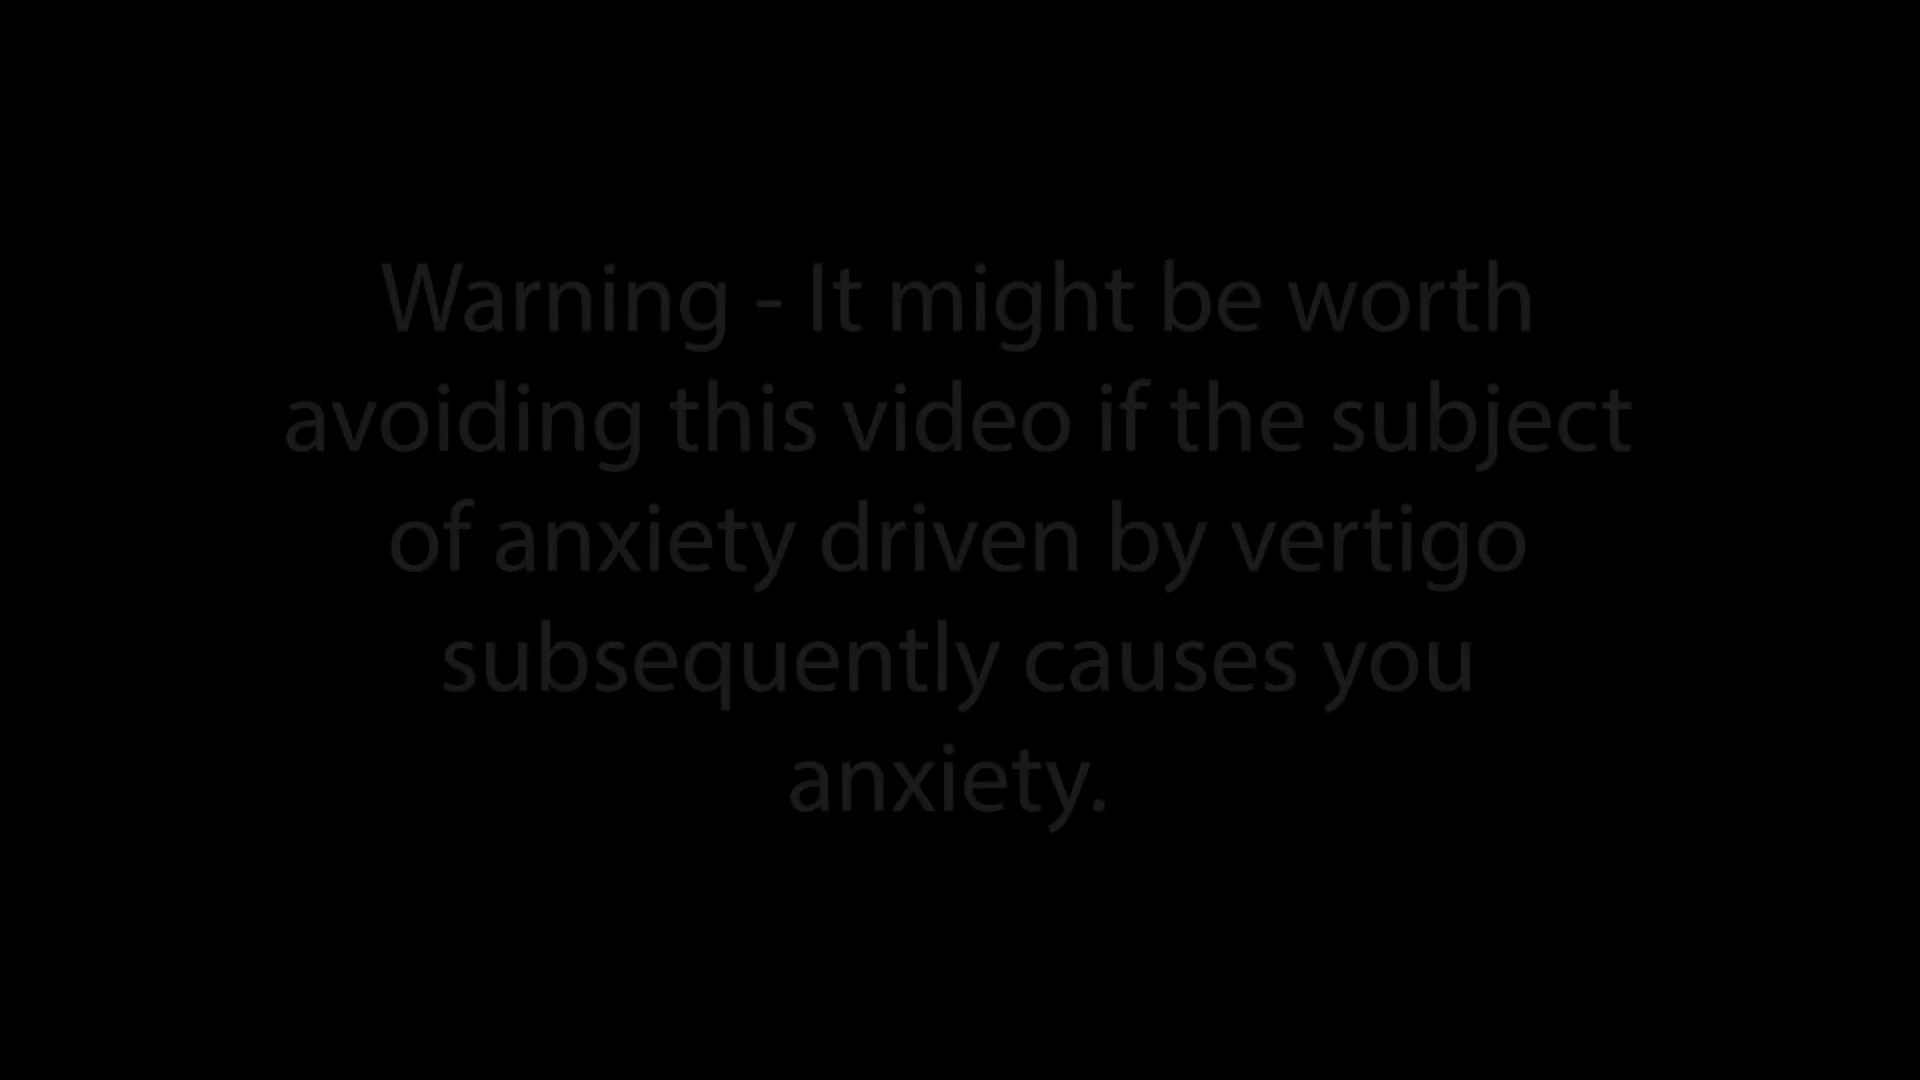 Warning - It might be worth
avoiding this video if the subject
of anxiety driven by vertigo
subsequently causes you
anxiety.